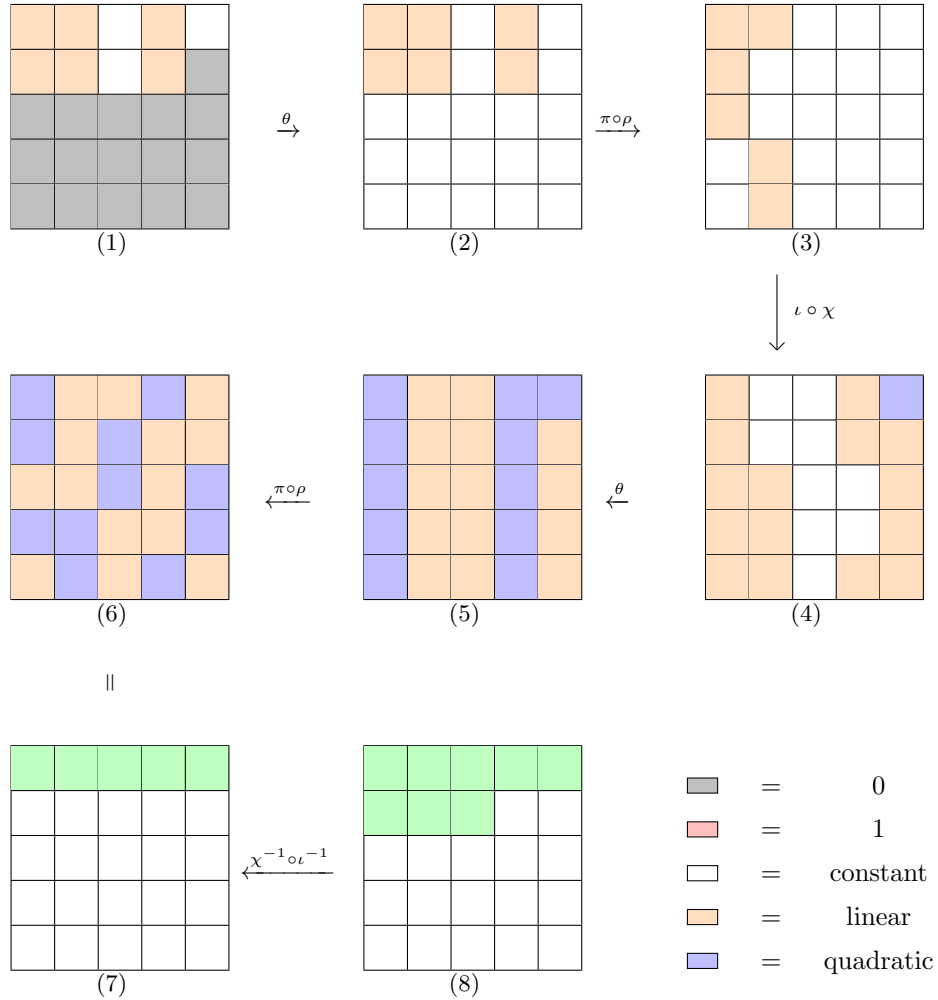 θ
π∘ρ
(1)
(2)
(3)
ι ∘ χ
π∘ρ
θ
(6)
(5)
(4)
=
χ⁻¹∘ι⁻¹
(7)
(8)
= 0
= 1
= constant
= linear
= quadratic